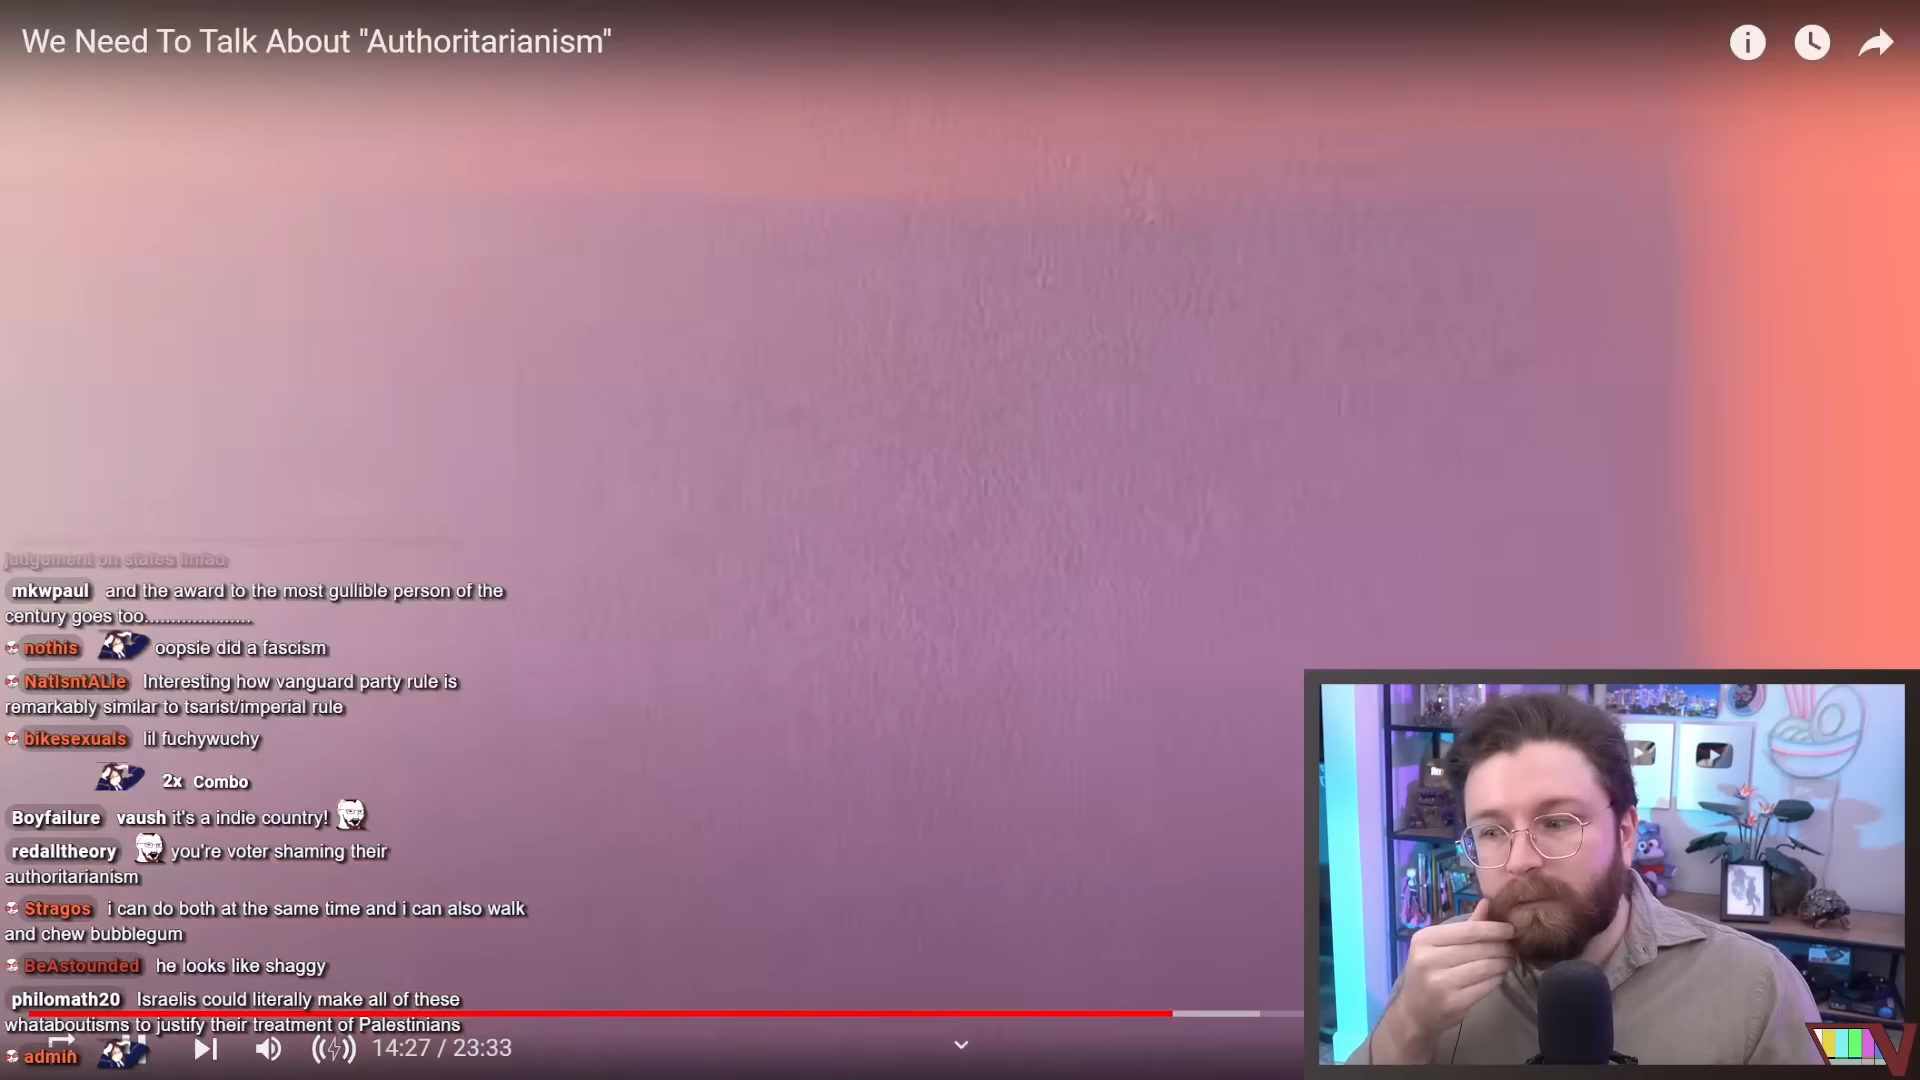 We Need To Talk About "Authoritarianism"
judgement on states lmfao
mkwpaul and the award to the most gullible person of the
century goes too....................
nothis oopsie did a fascism
NatIsntALie Interesting how vanguard party rule is
remarkably similar to tsarist/imperial rule
bikesexuals lil fuchywuchy
2x Combo
Boyfailure vaush it's a indie country!
redalltheory you're voter shaming their
authoritarianism
Stragos i can do both at the same time and i can also walk
and chew bubblegum
BeAstounded he looks like shaggy
philomath20 Israelis could literally make all of these
whataboutisms to justify their treatment of Palestinians
admin
14:27 / 23:33